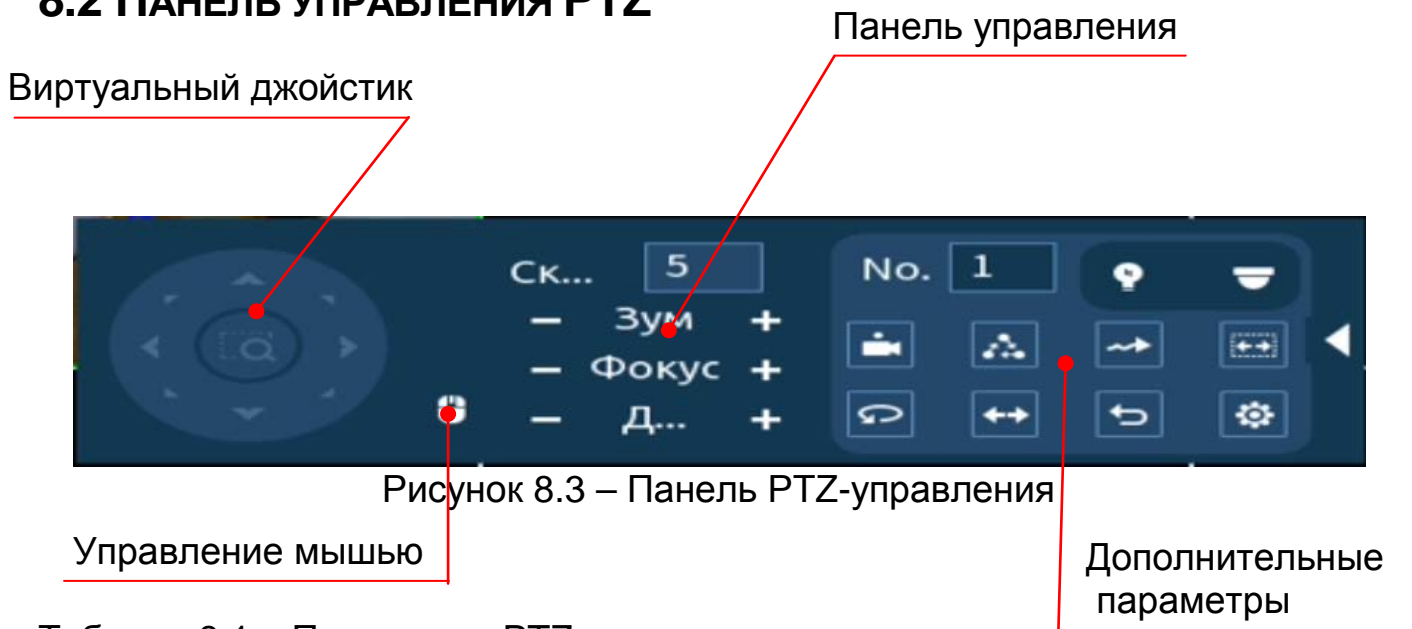 8.2 ПАНЕЛЬ УПРАВЛЕНИЯ PTZ
Панель управления
Виртуальный джойстик
Ск... 5
No. 1
– Зум +
– Фокус +
– Д... +
Рисунок 8.3 – Панель PTZ-управления
Управление мышью
Дополнительные
параметры